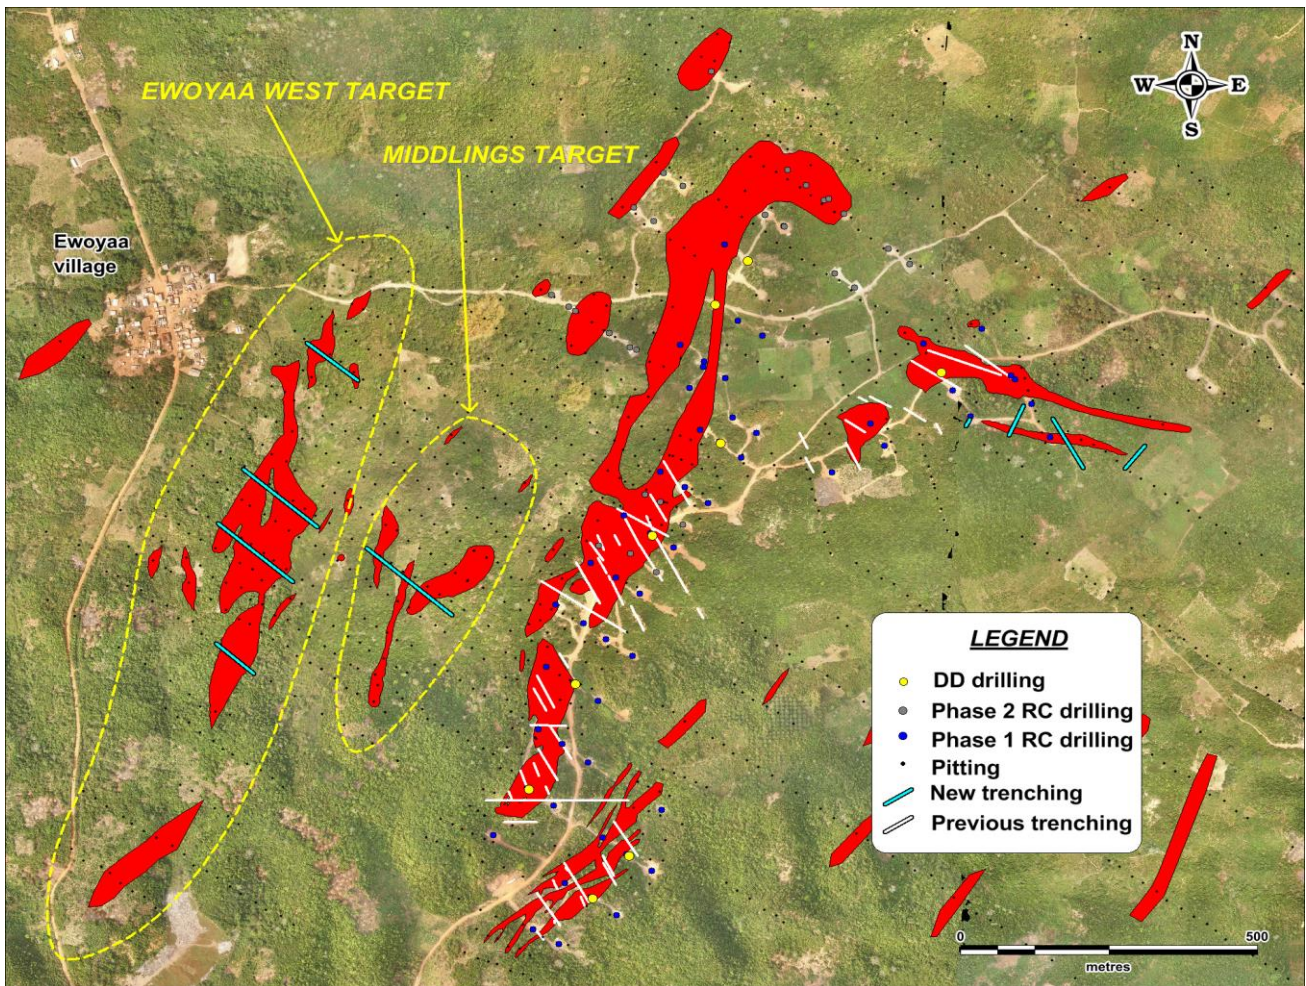 N
W E
S
EWOYAA WEST TARGET
MIDDLINGS TARGET
Ewoyaa
village
LEGEND
DD drilling
Phase 2 RC drilling
Phase 1 RC drilling
Pitting
New trenching
Previous trenching
0 500
metres